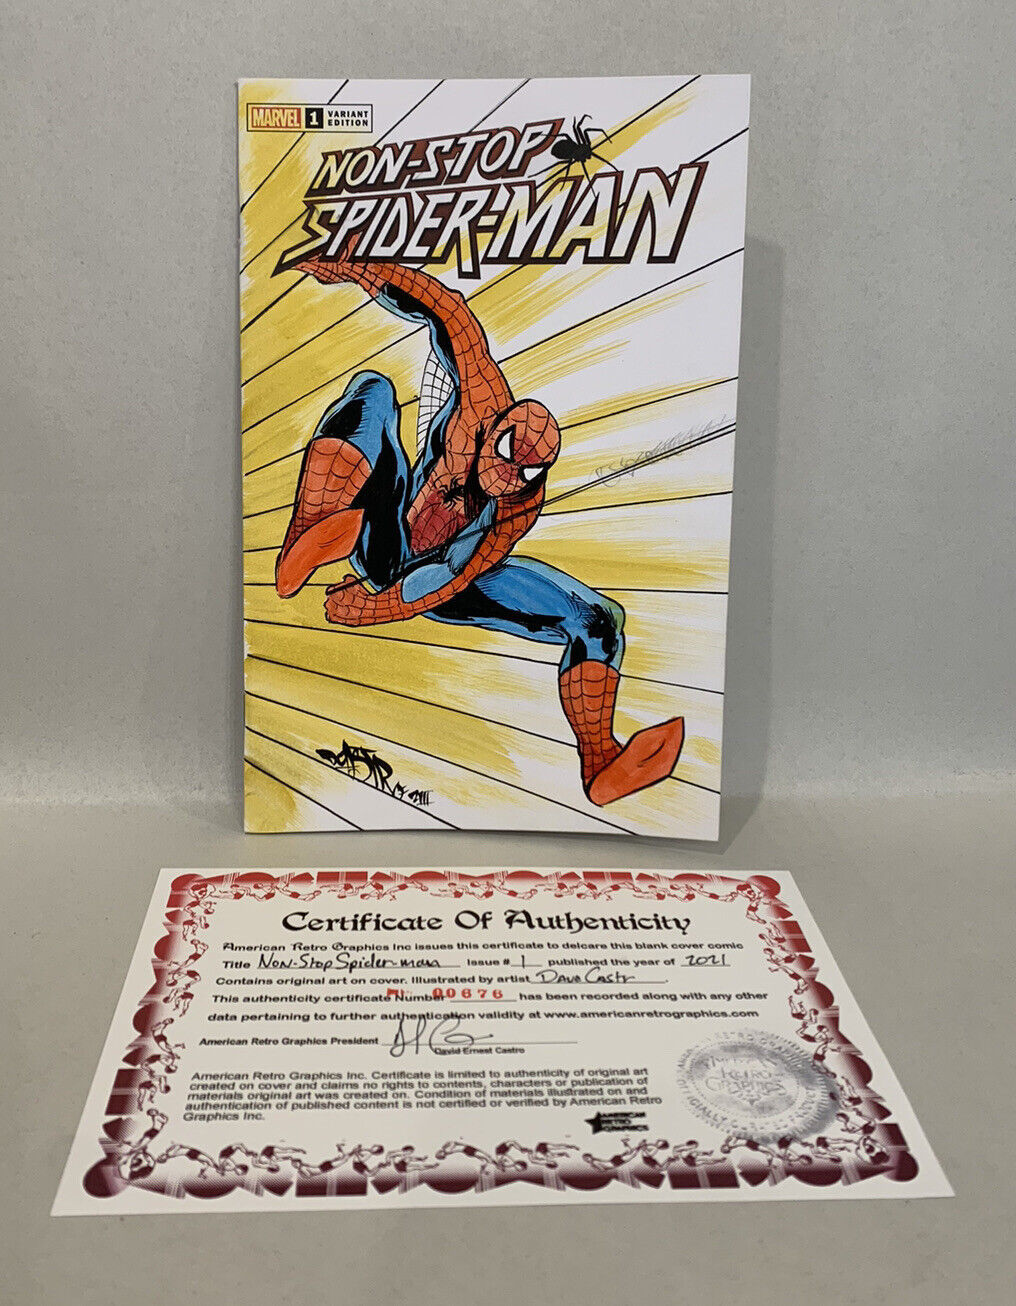 MARVEL 1 VARIANT EDITION
NON-STOP
SPIDER-MAN
Certificate Of Authenticity
American Retro Graphics Inc issues this certificate to delcare this blank cover comic
Title Non-Stop Spider-man Issue # 1 published the year of 2021
Contains original art on cover. Illustrated by artist Dave Castr
This authenticity certificate Number 00676 has been recorded along with any other
data pertaining to further authentication validity at www.americanretrographics.com
American Retro Graphics President
David Ernest Castro
American Retro Graphics Inc. Certificate is limited to authenticity of original art
created on cover and claims no rights to contents, characters or publication of
materials original art was created on. Condition of materials illustrated on and
authentication of published content is not certified or verified by American Retro
Graphics Inc.
AMERICAN
RETRO
GRAPHICS
Retro
Graphics